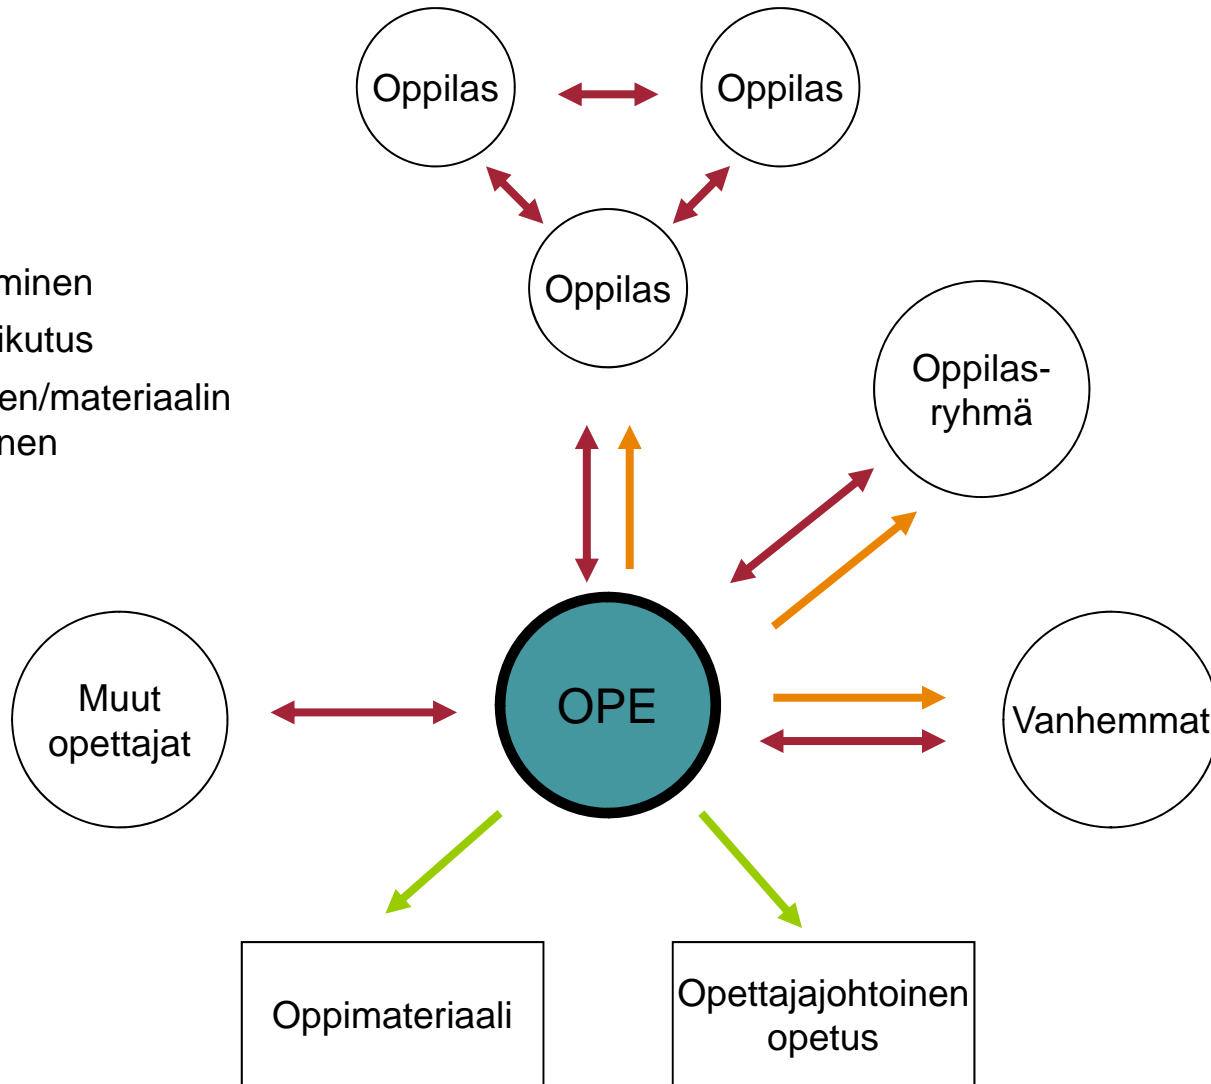 Oppilas
Oppilas
Oppilas
minen
ikutus
en/materiaalin
nen
Oppilas-
ryhmä
Muut
opettajat
OPE
Vanhemmat
Oppimateriaali
Opettajajohtoinen
opetus